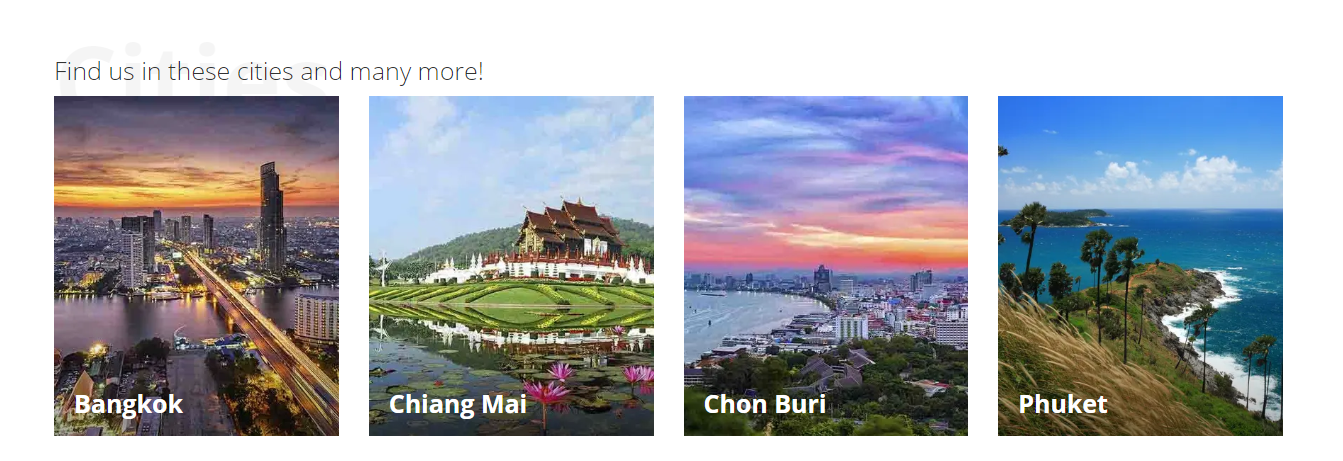 Cities
Find us in these cities and many more!
Bangkok
Chiang Mai
Chon Buri
Phuket